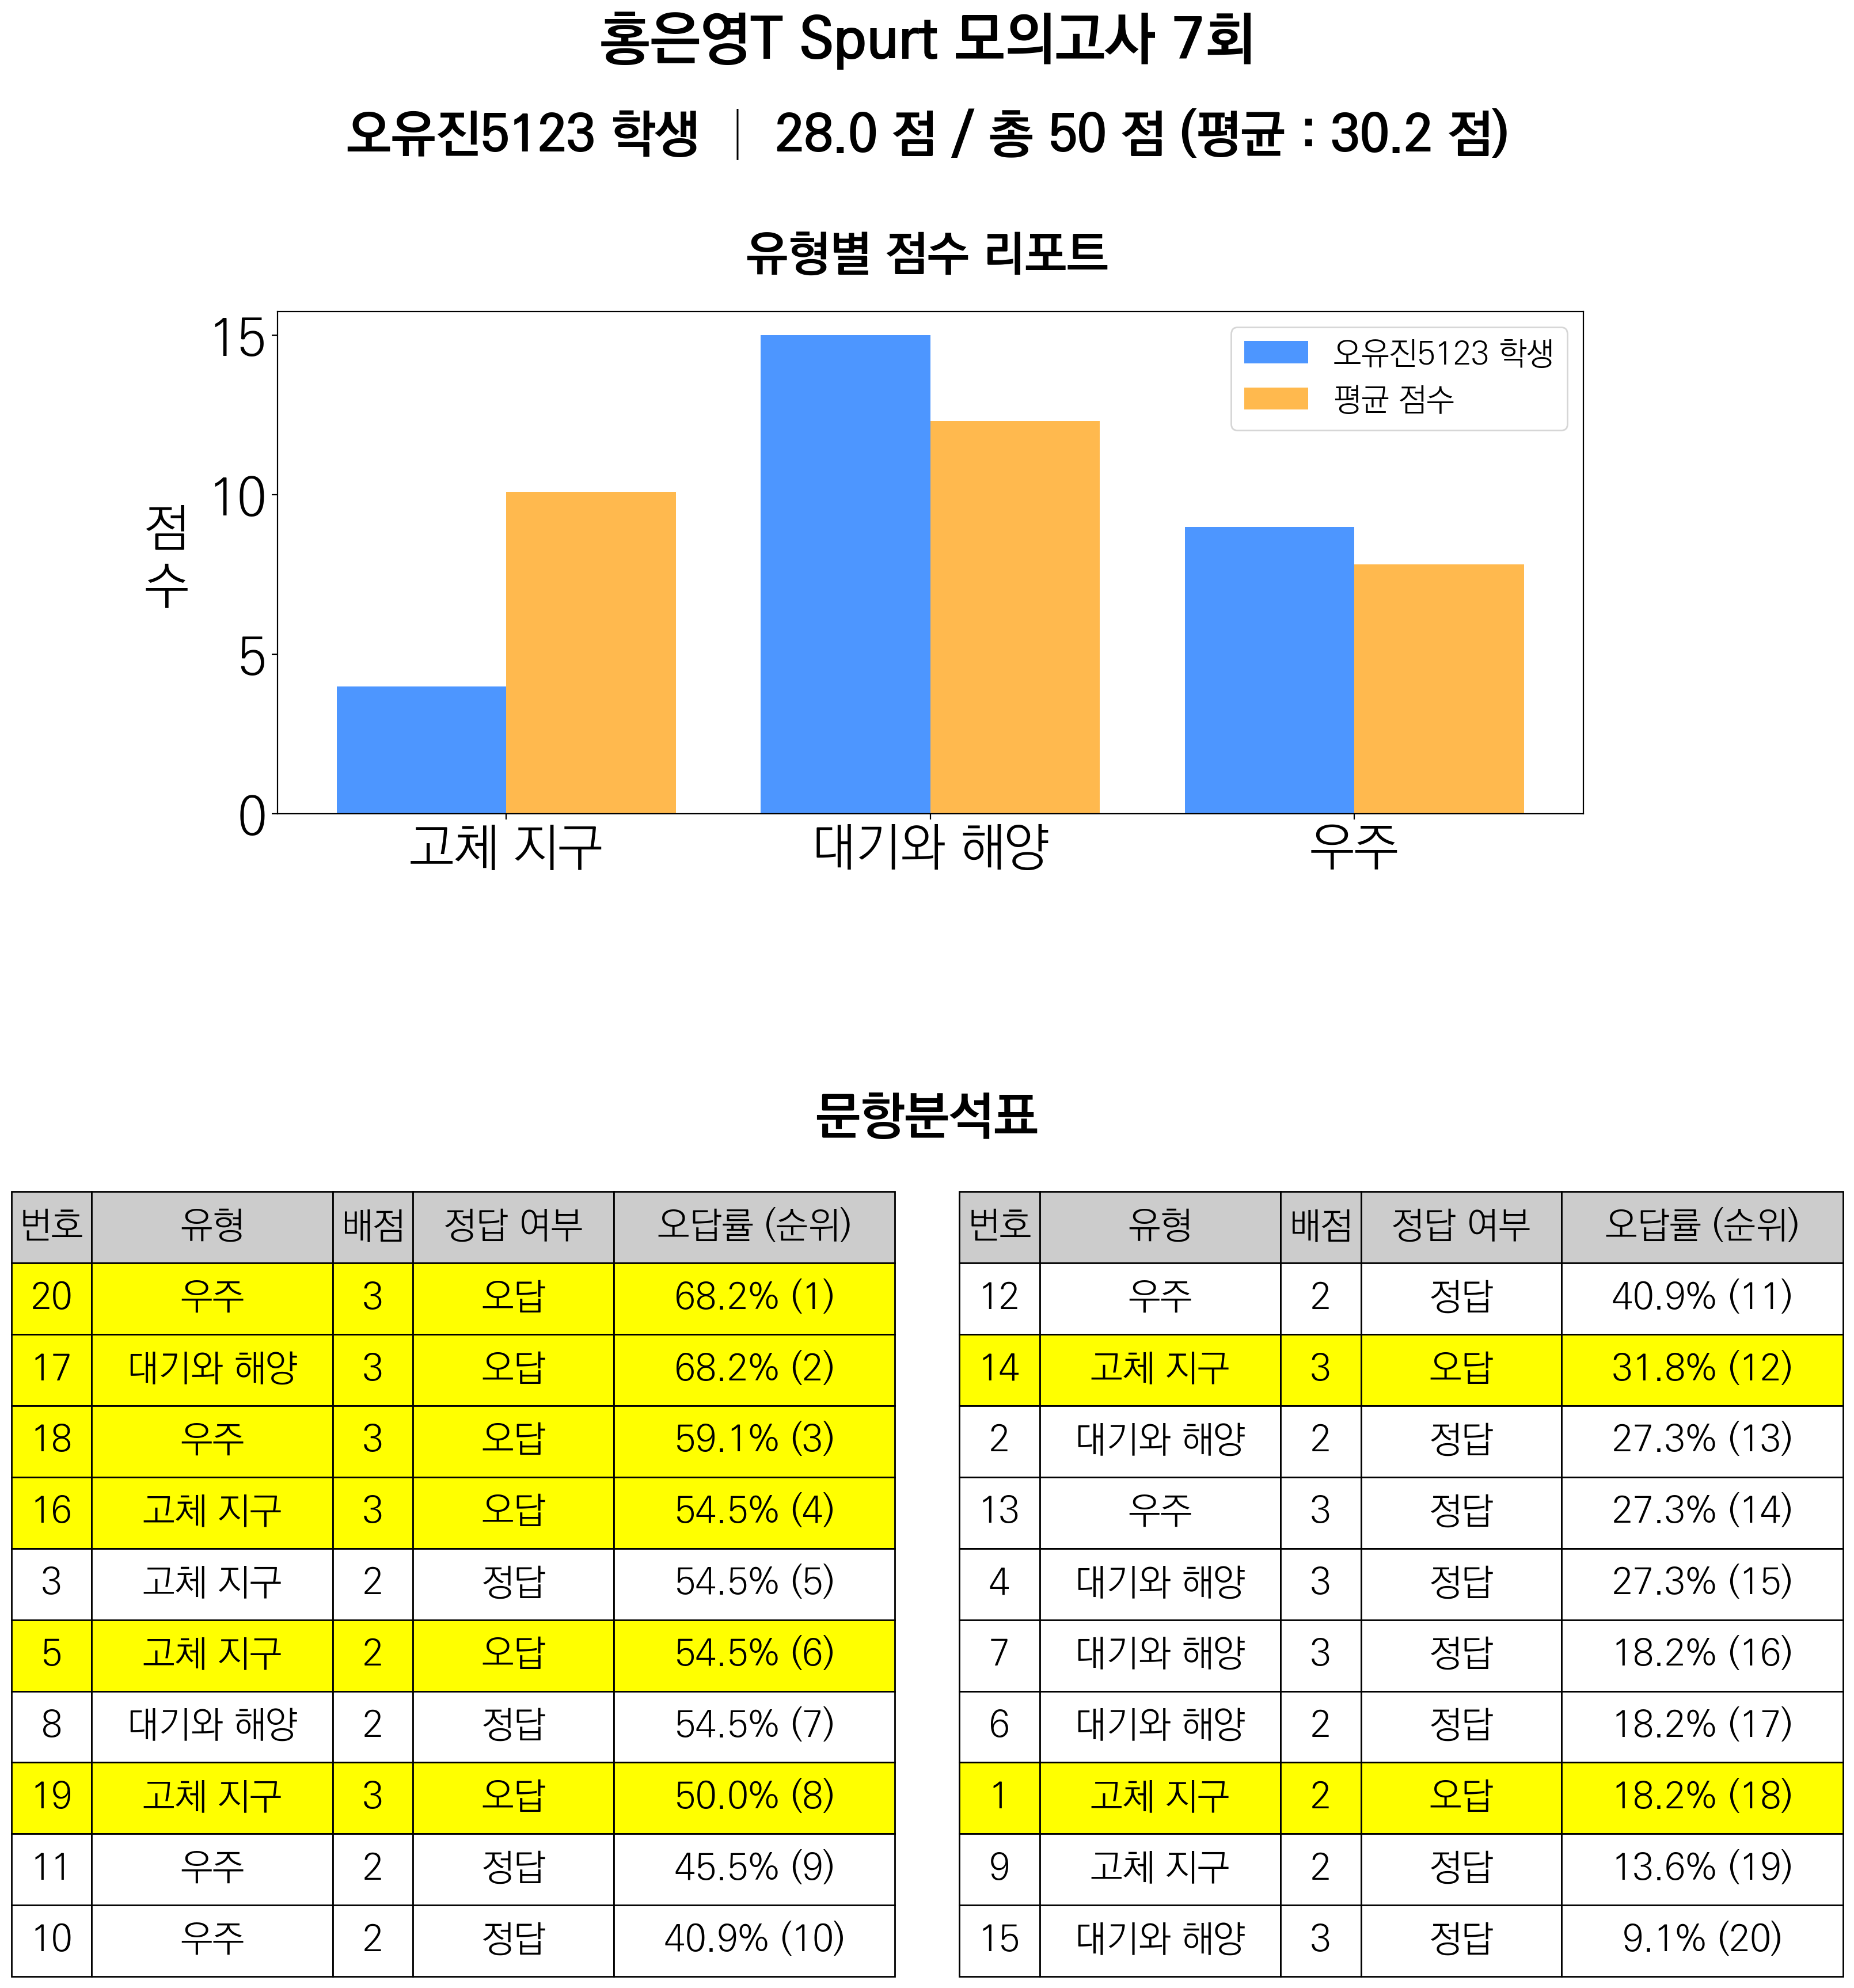 홍은영T Spurt 모의고사 7회
오유진5123 학생 | 28.0 점 / 총 50 점 (평균 : 30.2 점)
유형별 점수 리포트
오유진5123 학생
평균 점수
점수
15
10
5
0
고체 지구 대기와 해양 우주
문항분석표
번호 유형 배점 정답 여부 오답률 (순위)
20 우주 3 오답 68.2% (1)
17 대기와 해양 3 오답 68.2% (2)
18 우주 3 오답 59.1% (3)
16 고체 지구 3 오답 54.5% (4)
3 고체 지구 2 정답 54.5% (5)
5 고체 지구 2 오답 54.5% (6)
8 대기와 해양 2 정답 54.5% (7)
19 고체 지구 3 오답 50.0% (8)
11 우주 2 정답 45.5% (9)
10 우주 2 정답 40.9% (10)
번호 유형 배점 정답 여부 오답률 (순위)
12 우주 2 정답 40.9% (11)
14 고체 지구 3 오답 31.8% (12)
2 대기와 해양 2 정답 27.3% (13)
13 우주 3 정답 27.3% (14)
4 대기와 해양 3 정답 27.3% (15)
7 대기와 해양 3 정답 18.2% (16)
6 대기와 해양 2 정답 18.2% (17)
1 고체 지구 2 오답 18.2% (18)
9 고체 지구 2 정답 13.6% (19)
15 대기와 해양 3 정답 9.1% (20)